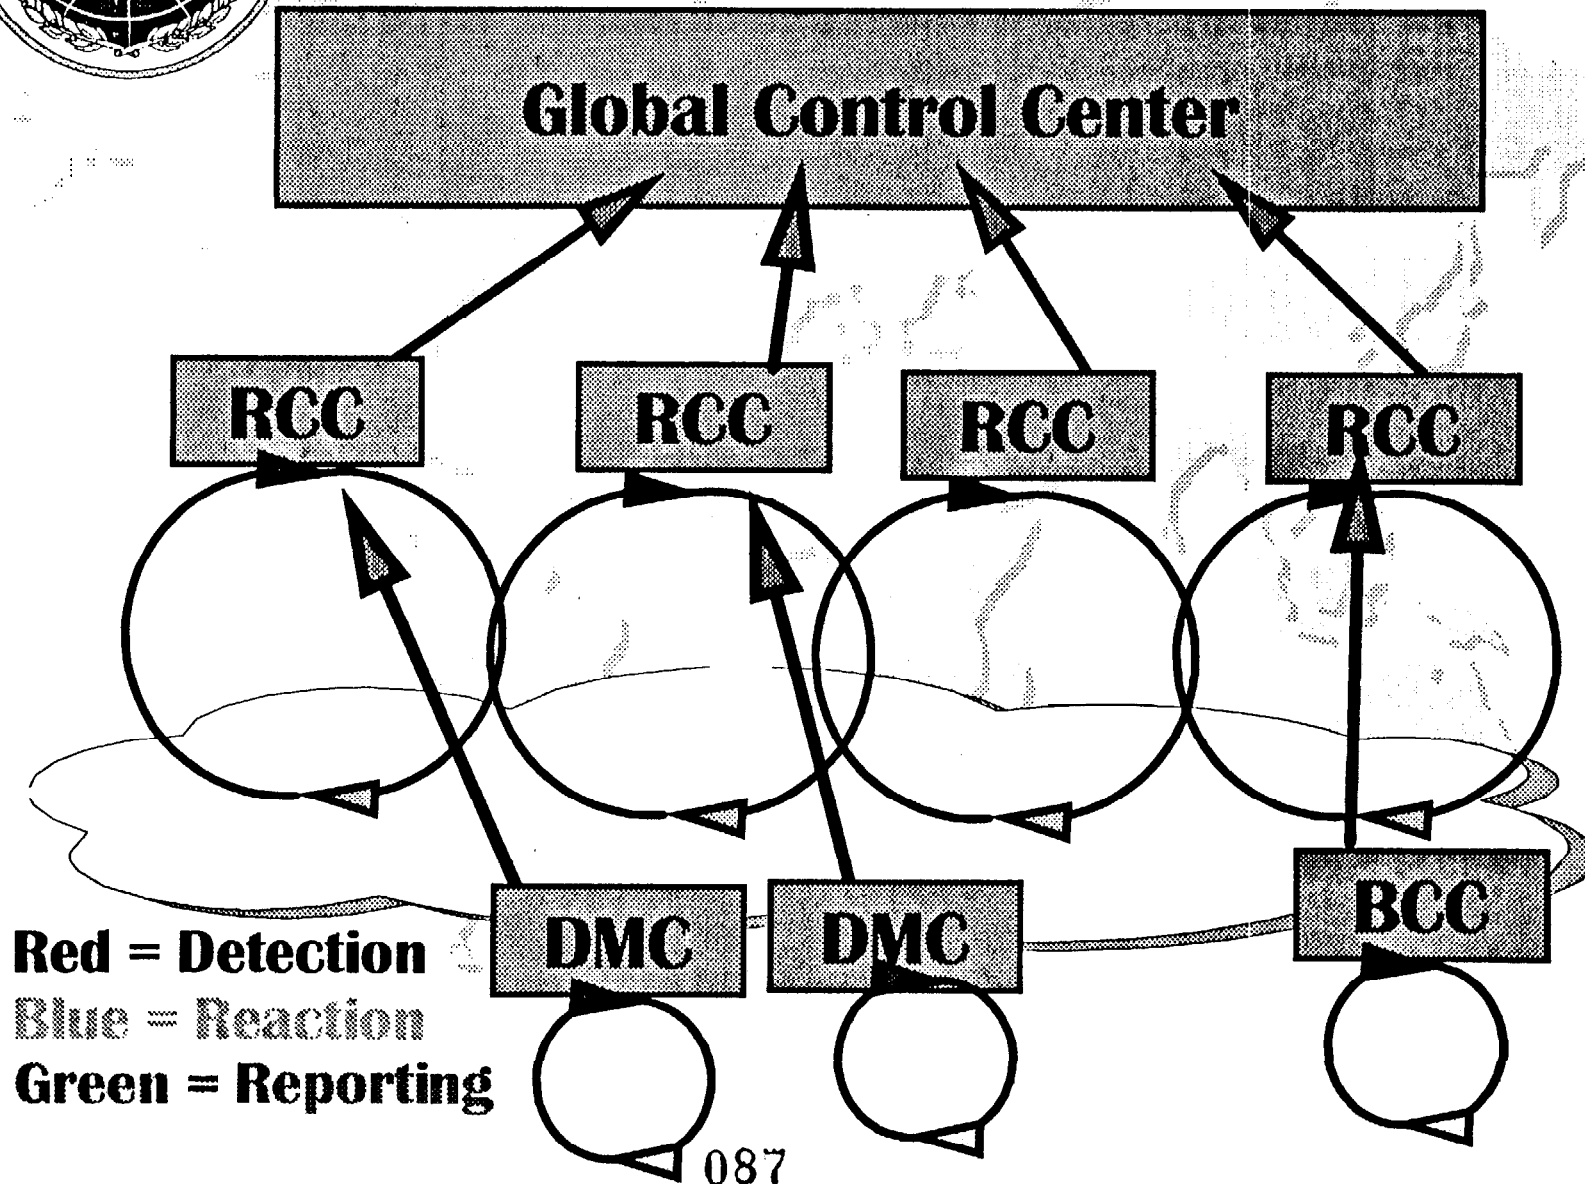 Global Control Center
RCC RCC RCC RCC
DMC DMC BCC
Red = Detection
Blue = Reaction
Green = Reporting
087